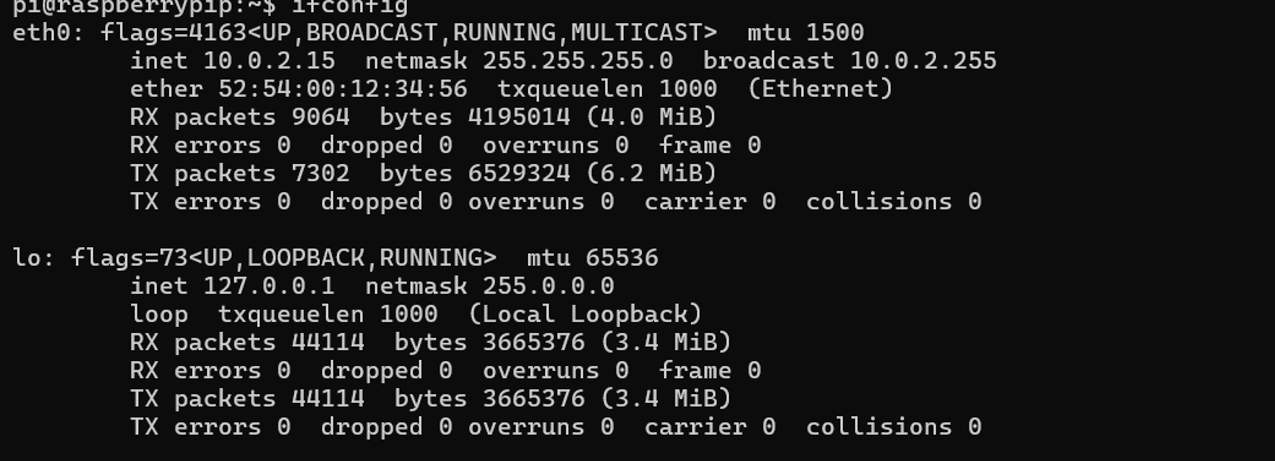 pi@raspberrypip:~$ ifconfig
eth0: flags=4163<UP,BROADCAST,RUNNING,MULTICAST>  mtu 1500
        inet 10.0.2.15  netmask 255.255.255.0  broadcast 10.0.2.255
        ether 52:54:00:12:34:56  txqueuelen 1000  (Ethernet)
        RX packets 9064  bytes 4195014 (4.0 MiB)
        RX errors 0  dropped 0  overruns 0  frame 0
        TX packets 7302  bytes 6529324 (6.2 MiB)
        TX errors 0  dropped 0 overruns 0  carrier 0  collisions 0

lo: flags=73<UP,LOOPBACK,RUNNING>  mtu 65536
        inet 127.0.0.1  netmask 255.0.0.0
        loop  txqueuelen 1000  (Local Loopback)
        RX packets 44114  bytes 3665376 (3.4 MiB)
        RX errors 0  dropped 0  overruns 0  frame 0
        TX packets 44114  bytes 3665376 (3.4 MiB)
        TX errors 0  dropped 0 overruns 0  carrier 0  collisions 0